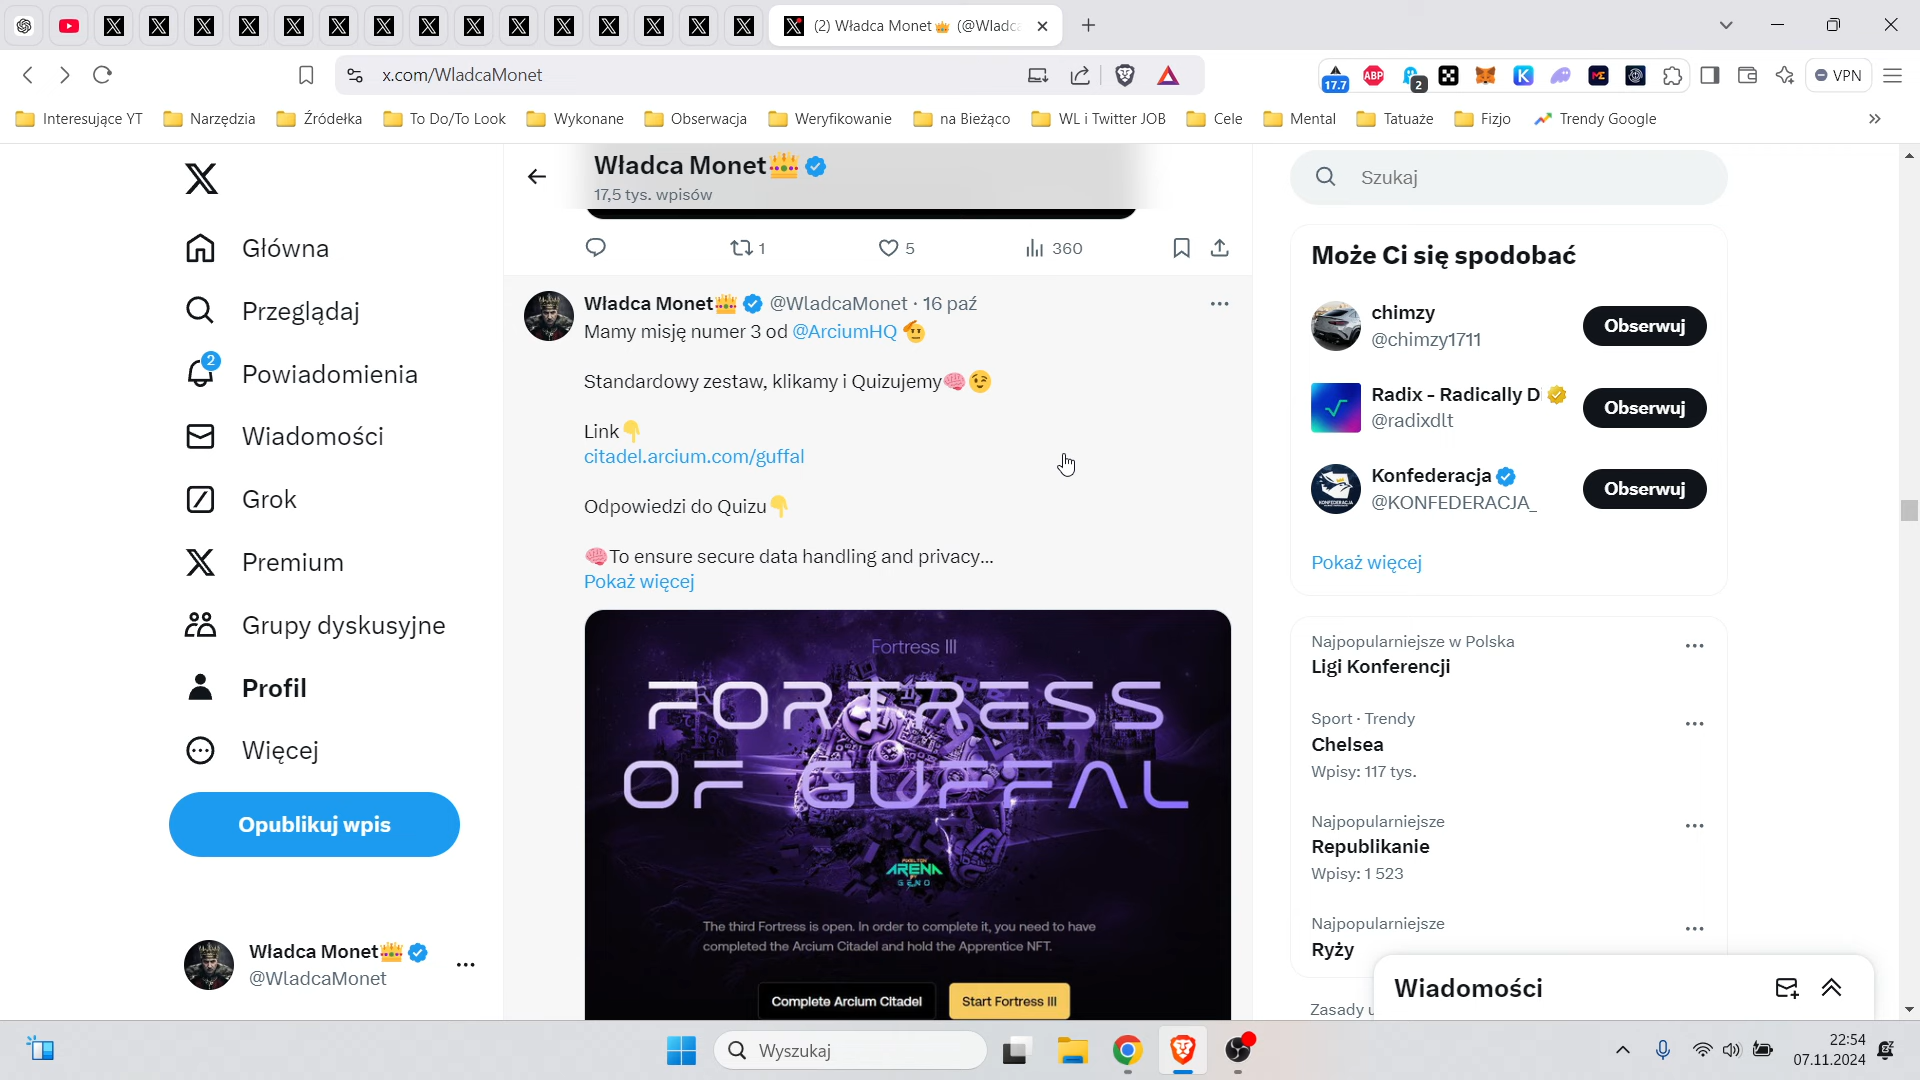 (2) Władca Monet (@Wladca
x.com/WladcaMonet
17.7
ABP
2
VPN
Interesujące YT
Narzędzia
Źródełka
To Do/To Look
Wykonane
Obserwacja
Weryfikowanie
na Bieżąco
WL i Twitter JOB
Cele
Mental
Tatuaże
Fizjo
Trendy Google
Główna
Przeglądaj
2
Powiadomienia
Wiadomości
Grok
Premium
Grupy dyskusyjne
Profil
Więcej
Opublikuj wpis
Władca Monet
@WladcaMonet
Władca Monet
17,5 tys. wpisów
1
5
360
Władca Monet @WladcaMonet · 16 paź
Mamy misję numer 3 od @ArciumHQ
Standardowy zestaw, klikamy i Quizujemy
Link
citadel.arcium.com/guffal
Odpowiedzi do Quizu
To ensure secure data handling and privacy...
Pokaż więcej
Fortress III
FORTRESS
OF GUFFAL
ARENA
The third Fortress is open. In order to complete it, you need to have
completed the Arcium Citadel and hold the Apprentice NFT.
Complete Arcium Citadel
Start Fortress III
Szukaj
Może Ci się spodobać
chimzy
@chimzy1711
Obserwuj
Radix - Radically D
@radixdlt
Obserwuj
Konfederacja
@KONFEDERACJA_
Obserwuj
Pokaż więcej
Najpopularniejsze w Polska
Ligi Konferencji
Sport · Trendy
Chelsea
Wpisy: 117 tys.
Najpopularniejsze
Republikanie
Wpisy: 1 523
Najpopularniejsze
Ryży
Zasady
Wiadomości
Wyszukaj
22:54
07.11.2024